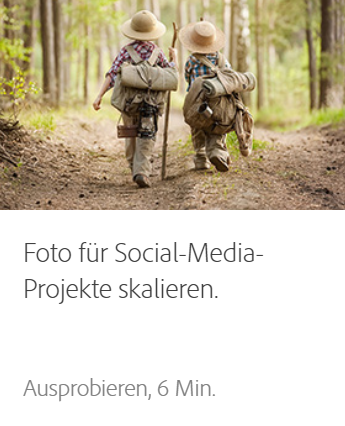 Foto für Social-Media-
Projekte skalieren.
Ausprobieren, 6 Min.